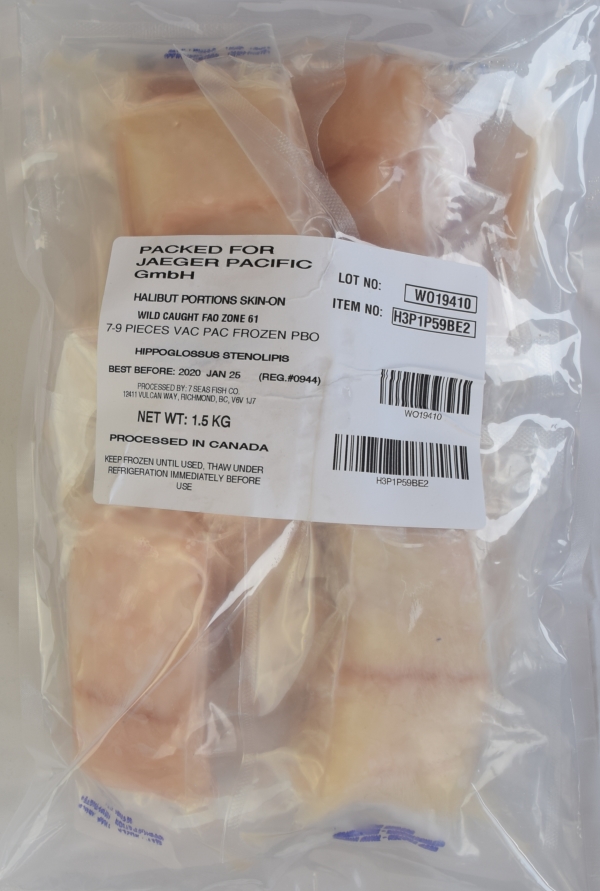 PACKED FOR
JAEGER PACIFIC
GmbH
HALIBUT PORTIONS SKIN-ON
WILD CAUGHT FAO ZONE 61
7-9 PIECES VAC PAC FROZEN PBO
HIPPOGLOSSUS STENOLIPIS
BEST BEFORE: 2020 JAN 25 (REG.#0944)
PROCESSED BY: 7 SEAS FISH CO.
12411 VULCAN WAY, RICHMOND, BC, V6V 1J7
NET WT: 1.5 KG
PROCESSED IN CANADA
KEEP FROZEN UNTIL USED, THAW UNDER
REFRIGERATION IMMEDIATELY BEFORE
USE
LOT NO: WO19410
ITEM NO: H3P1P59BE2
WO19410
H3P1P59BE2